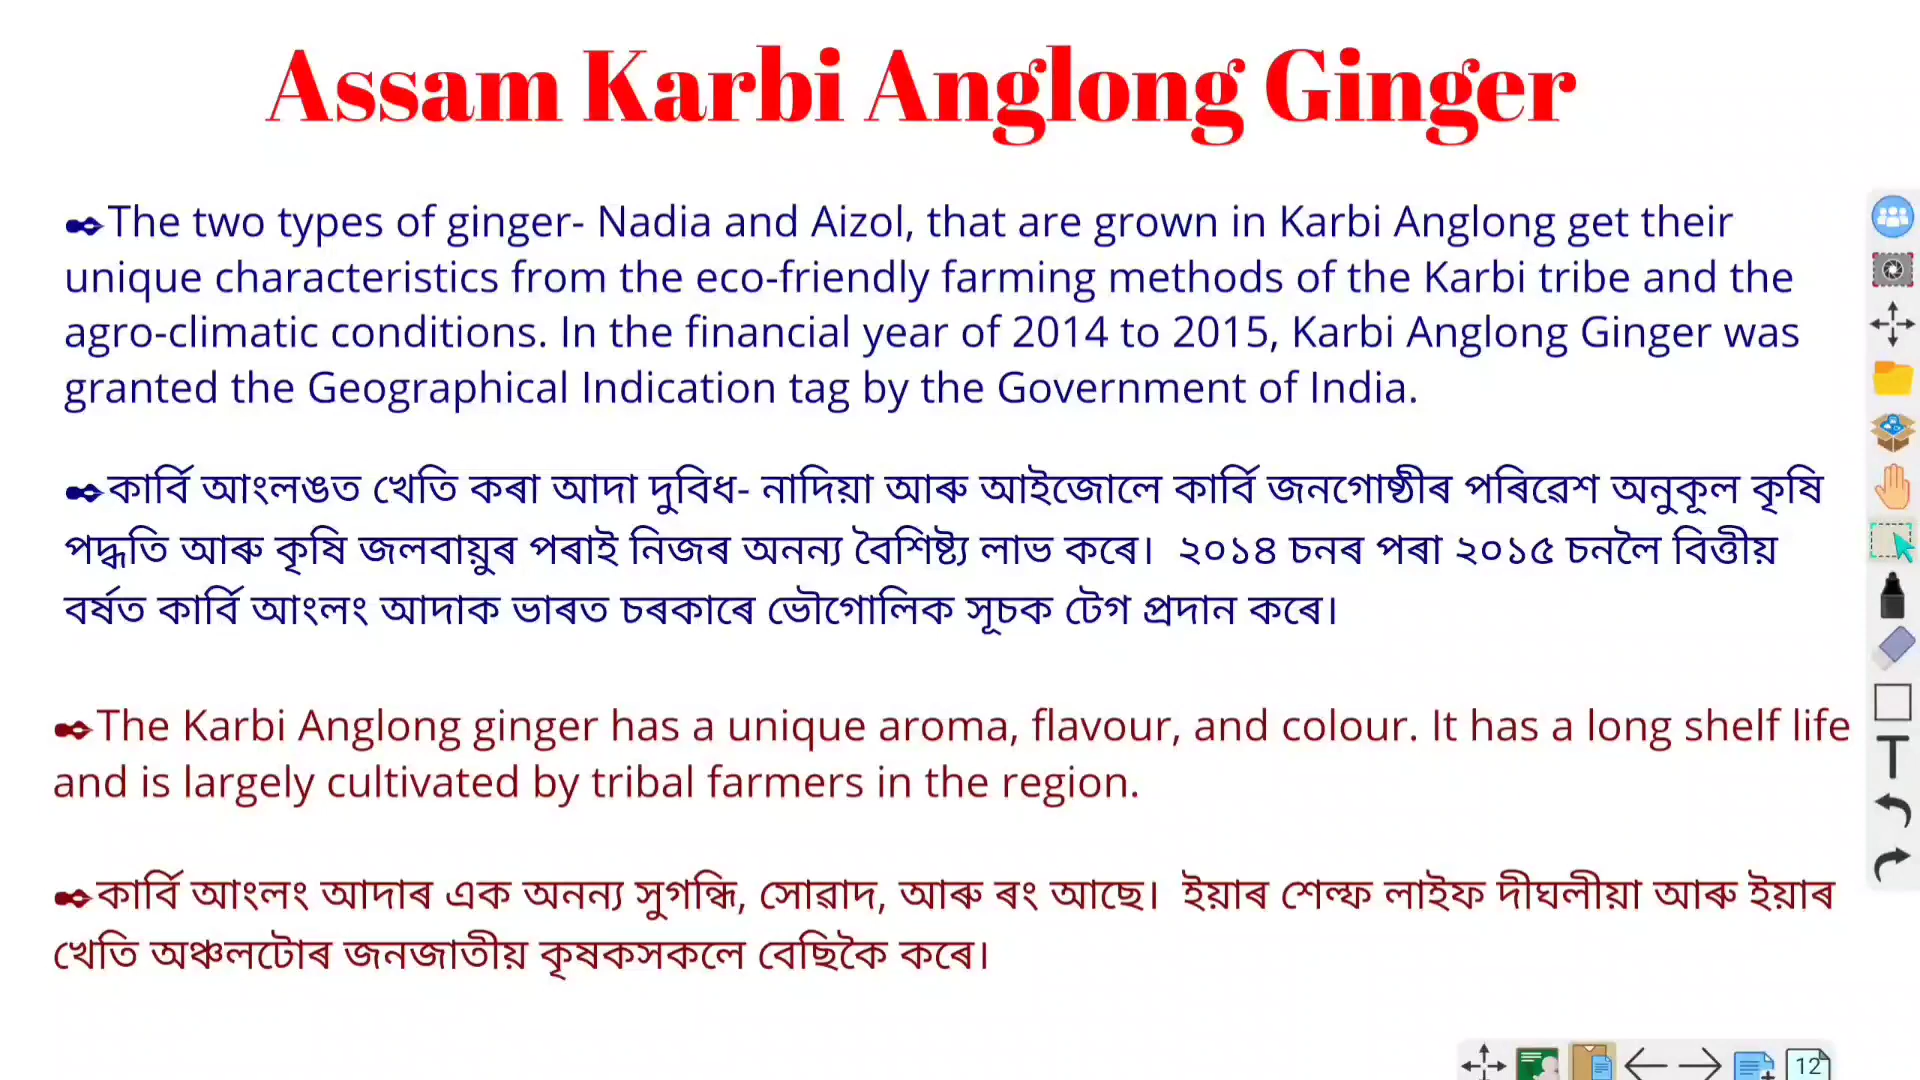 Assam Karbi Anglong Ginger
✒The two types of ginger- Nadia and Aizol, that are grown in Karbi Anglong get their
unique characteristics from the eco-friendly farming methods of the Karbi tribe and the
agro-climatic conditions. In the financial year of 2014 to 2015, Karbi Anglong Ginger was
granted the Geographical Indication tag by the Government of India.
✒কাৰ্বি আংলঙত খেতি কৰা আদা দুবিধ- নাদিয়া আৰু আইজোলে কাৰ্বি জনগোষ্ঠীৰ পৰিৱেশ অনুকূল কৃষি
পদ্ধতি আৰু কৃষি জলবায়ুৰ পৰাই নিজৰ অনন্য বৈশিষ্ট্য লাভ কৰে। ২০১৪ চনৰ পৰা ২০১৫ চনলৈ বিত্তীয়
বৰ্ষত কাৰ্বি আংলং আদাক ভাৰত চৰকাৰে ভৌগোলিক সূচক টেগ প্ৰদান কৰে।
✒The Karbi Anglong ginger has a unique aroma, flavour, and colour. It has a long shelf life
and is largely cultivated by tribal farmers in the region.
✒কাৰ্বি আংলং আদাৰ এক অনন্য সুগন্ধি, সোৱাদ, আৰু ৰং আছে। ইয়াৰ শেল্ফ লাইফ দীঘলীয়া আৰু ইয়াৰ
খেতি অঞ্চলটোৰ জনজাতীয় কৃষকসকলে বেছিকৈ কৰে।
T
12